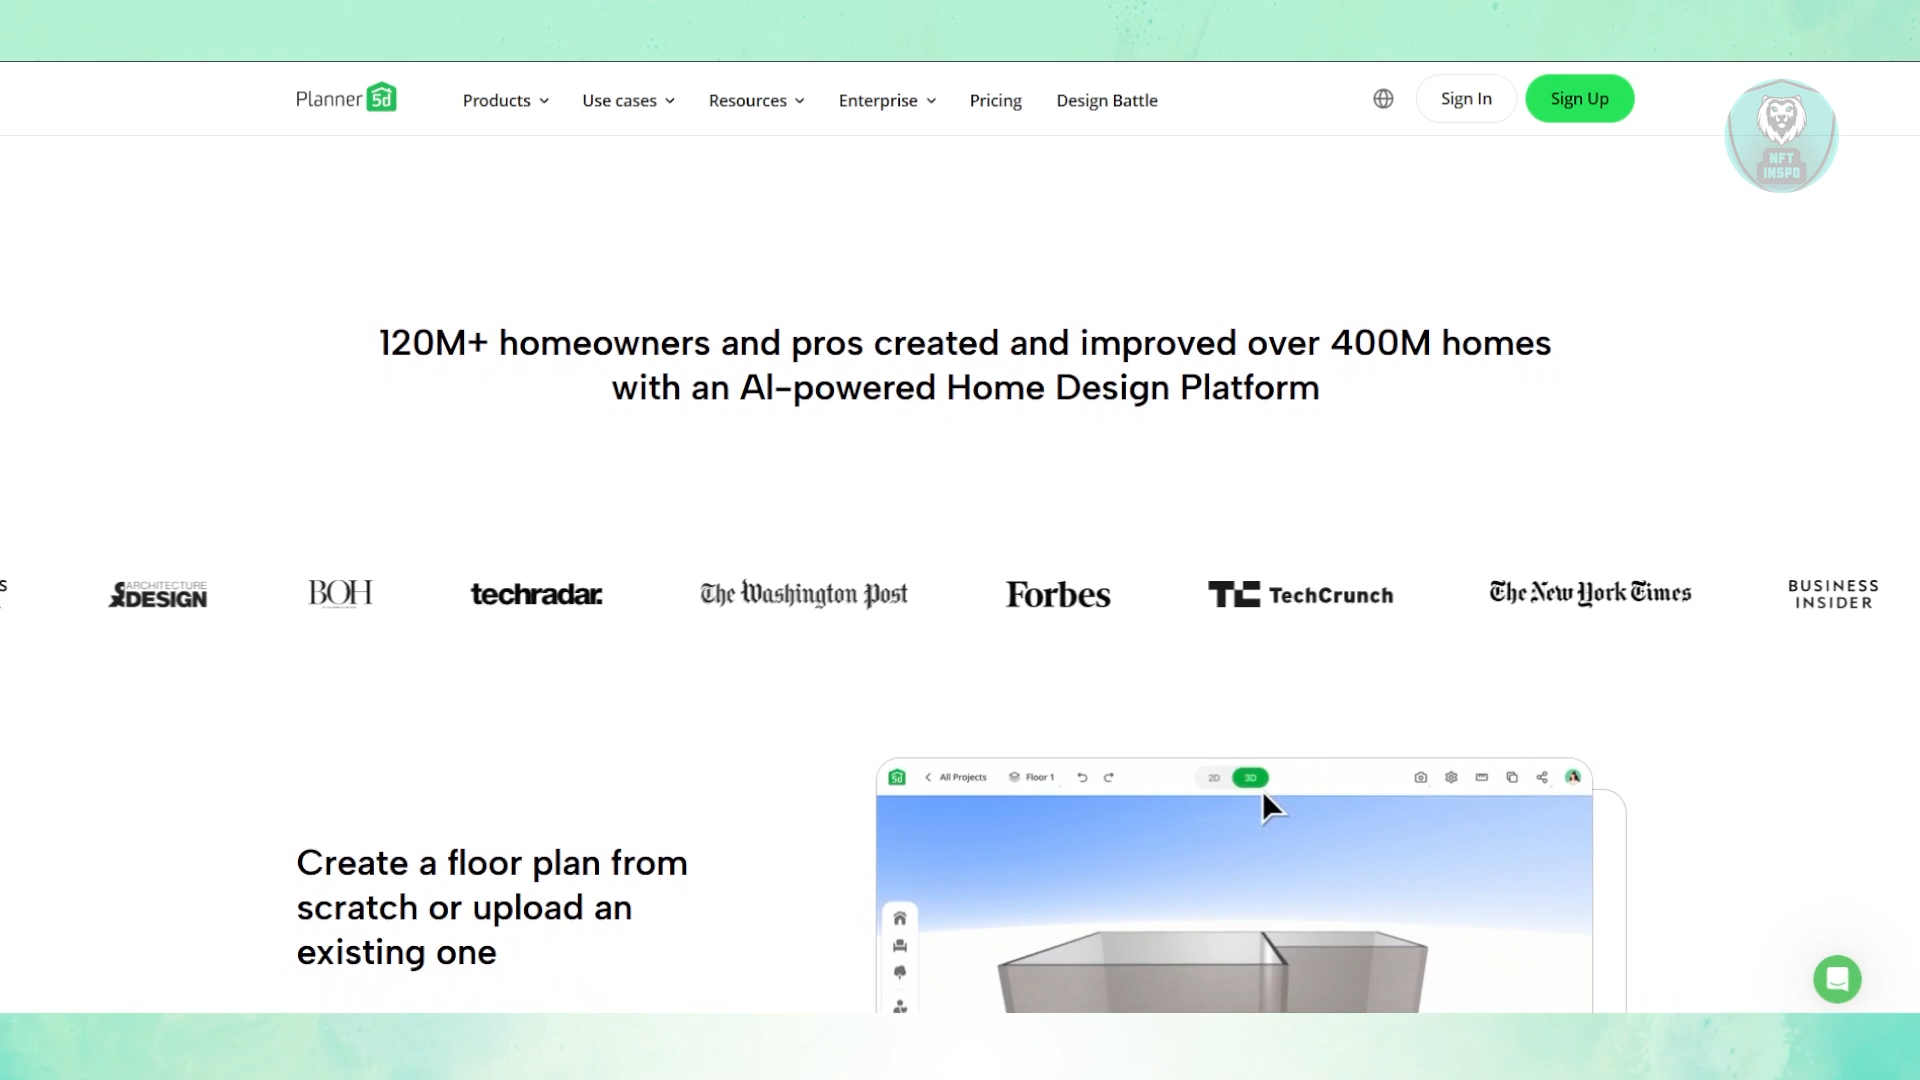 Planner 5d
Products
Use cases
Resources
Enterprise
Pricing
Design Battle
Sign In
Sign Up
NFT
INSPO
120M+ homeowners and pros created and improved over 400M homes
with an AI-powered Home Design Platform
ARCHITECTURE
&DESIGN
BOH
techradar.
The Washington Post
Forbes
TC TechCrunch
The New York Times
BUSINESS
INSIDER
5d
All Projects
Floor 1
2D
3D
Create a floor plan from
scratch or upload an
existing one